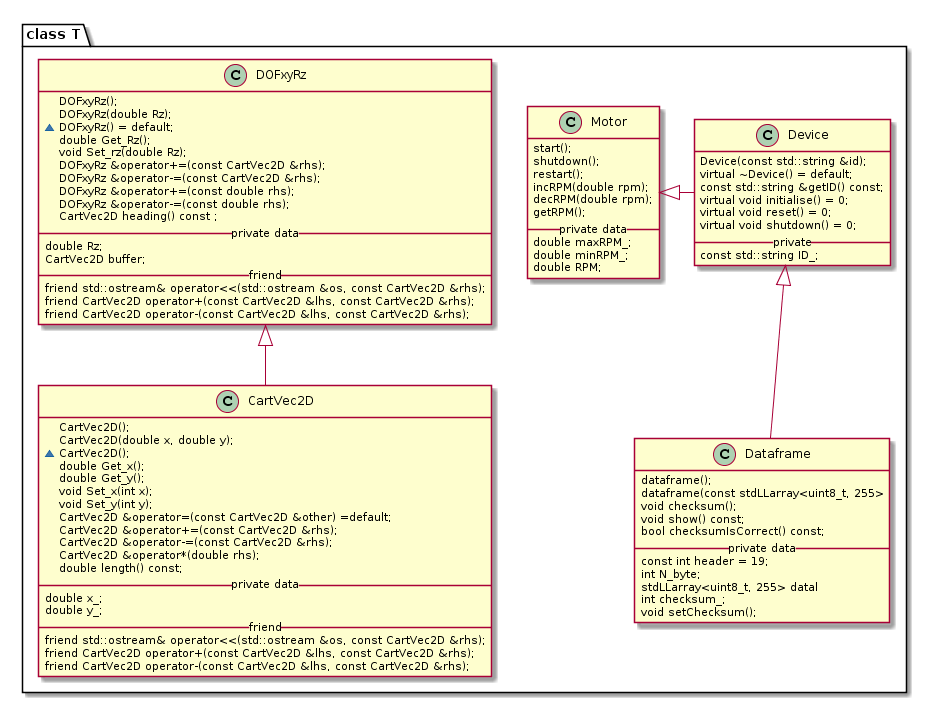 class T
C DOFxyRz
DOFxyRz();
DOFxyRz(double Rz);
DOFxyRz() = default;
double Get_Rz();
void Set_rz(double Rz);
DOFxyRz &operator+=(const CartVec2D &rhs);
DOFxyRz &operator-=(const CartVec2D &rhs);
DOFxyRz &operator+=(const double rhs);
DOFxyRz &operator-=(const double rhs);
CartVec2D heading() const ;
private data
double Rz;
CartVec2D buffer;
friend
friend std::ostream& operator<<(std::ostream &os, const CartVec2D &rhs);
friend CartVec2D operator+(const CartVec2D &lhs, const CartVec2D &rhs);
friend CartVec2D operator-(const CartVec2D &lhs, const CartVec2D &rhs);
C Motor
start();
shutdown();
restart();
incRPM(double rpm);
decRPM(double rpm);
getRPM();
private data
double maxRPM_;
double minRPM_;
double RPM;
C Device
Device(const std::string &id);
virtual ~Device() = default;
const std::string &getID() const;
virtual void initialise() = 0;
virtual void reset() = 0;
virtual void shutdown() = 0;
private
const std::string ID_;
C CartVec2D
CartVec2D();
CartVec2D(double x, double y);
CartVec2D();
double Get_x();
double Get_y();
void Set_x(int x);
void Set_y(int y);
CartVec2D &operator=(const CartVec2D &other) =default;
CartVec2D &operator+=(const CartVec2D &rhs);
CartVec2D &operator-=(const CartVec2D &rhs);
CartVec2D &operator*(double rhs);
double length() const;
private data
double x_;
double y_;
friend
friend std::ostream& operator<<(std::ostream &os, const CartVec2D &rhs);
friend CartVec2D operator+(const CartVec2D &lhs, const CartVec2D &rhs);
friend CartVec2D operator-(const CartVec2D &lhs, const CartVec2D &rhs);
C Dataframe
dataframe();
dataframe(const stdLLarray<uint8_t, 255>
void checksum();
void show() const;
bool checksumIsCorrect() const;
private data
const int header = 19;
int N_byte;
stdLLarray<uint8_t, 255> datal
int checksum_;
void setChecksum();